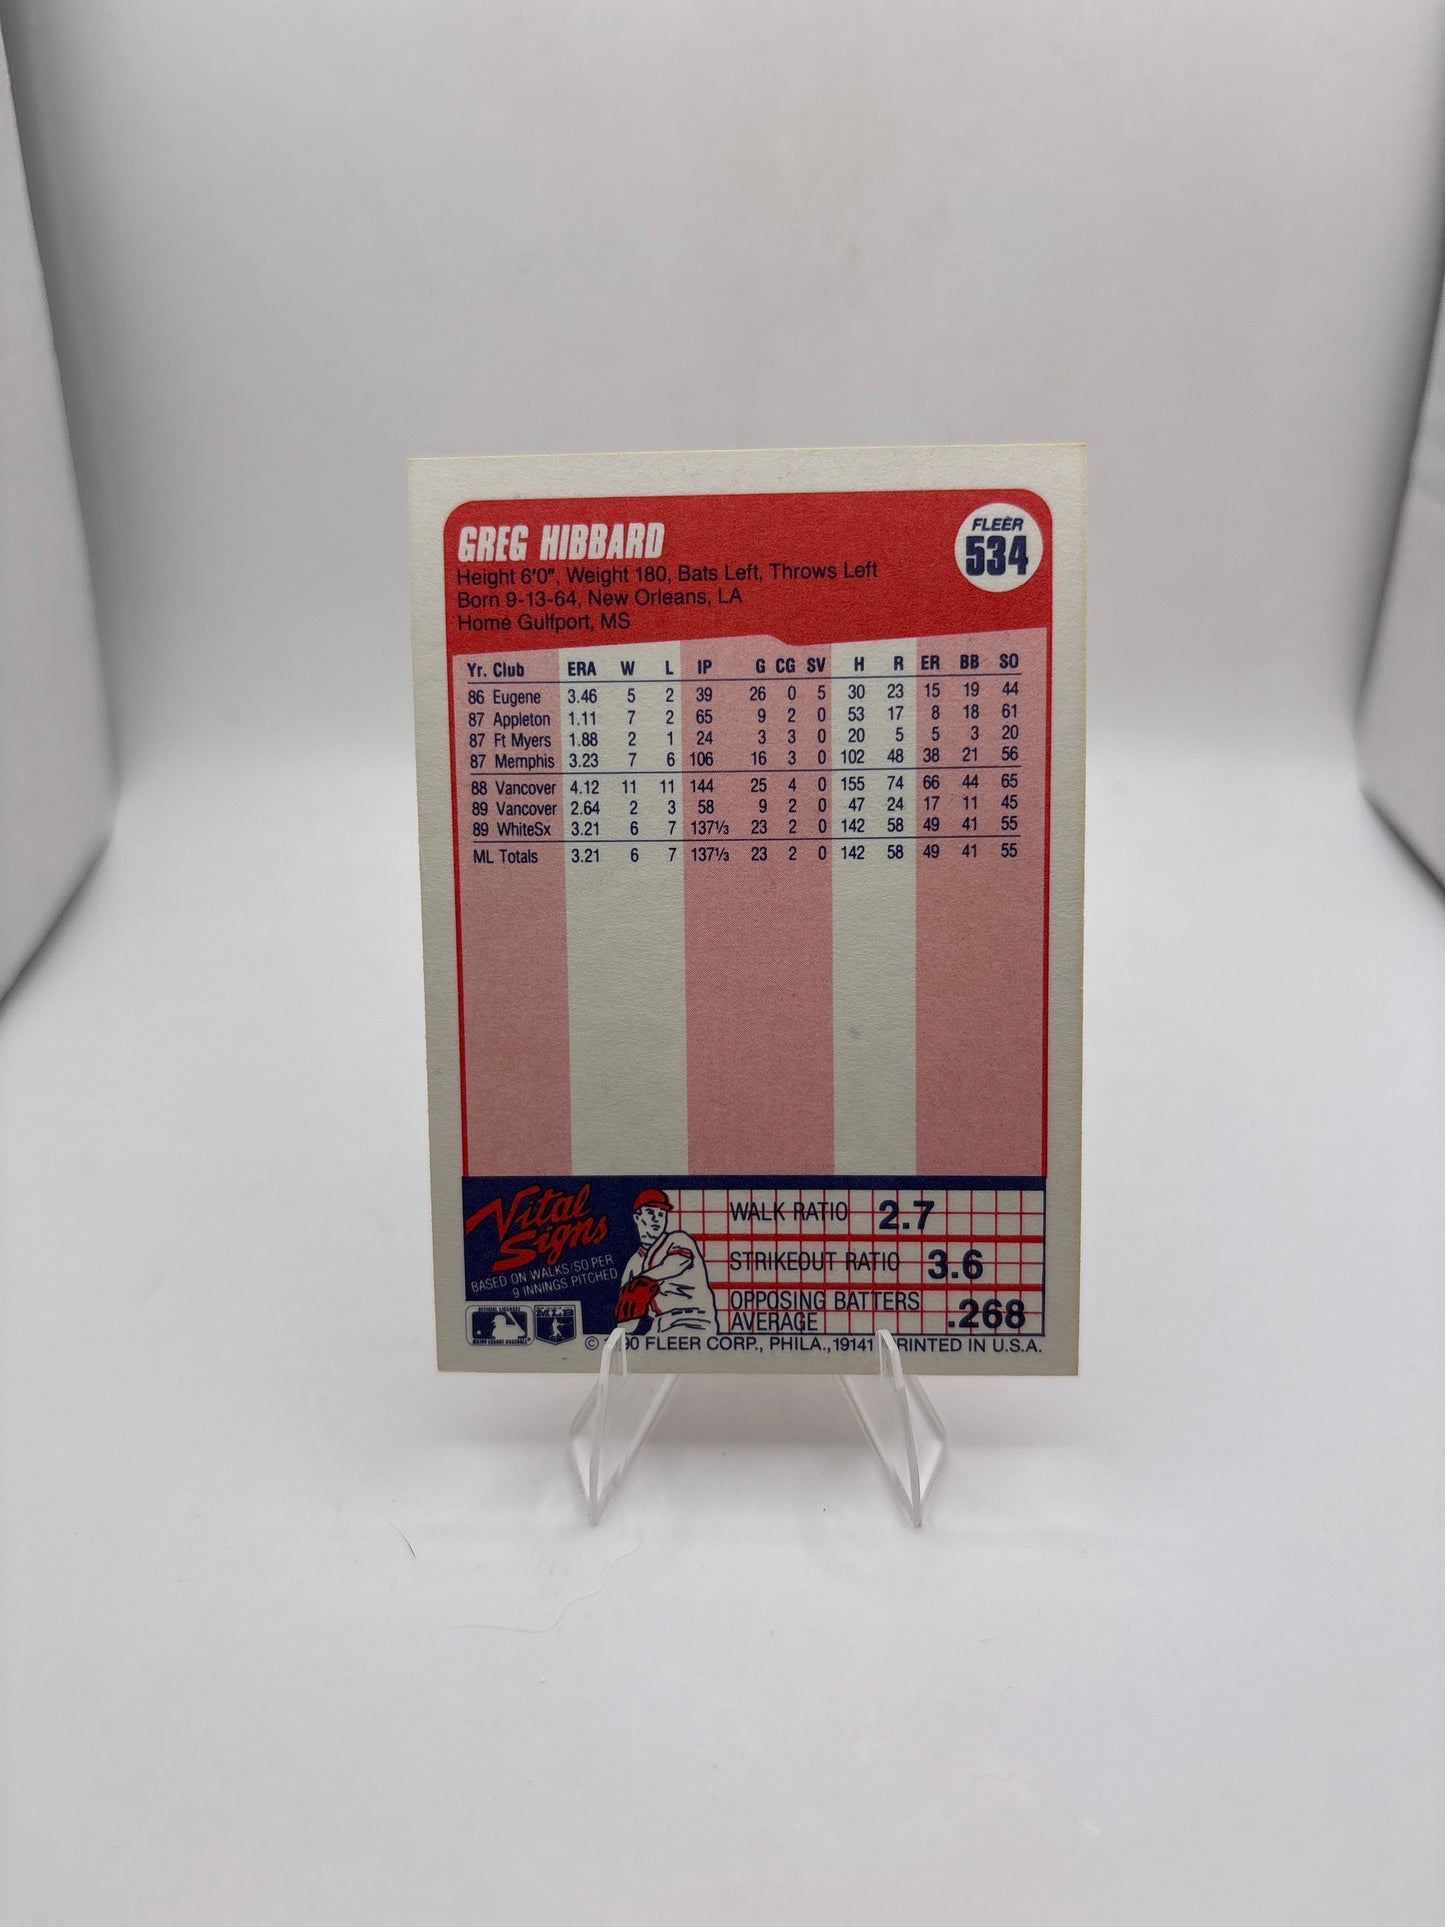 GREG HIBBARD
FLEER
534
Height 6'0", Weight 180, Bats Left, Throws Left
Born 9-13-64, New Orleans, LA
Home Gulfport, MS
Yr. Club ERA W L IP G CG SV H R ER BB SO
86 Eugene 3.46 5 2 39 26 0 5 30 23 15 19 44
87 Appleton 1.11 7 2 65 9 2 0 53 17 8 18 61
87 Ft Myers 1.88 2 1 24 3 3 0 20 5 5 3 20
87 Memphis 3.23 7 6 106 16 3 0 102 48 38 21 56
88 Vancover 4.12 11 11 144 25 4 0 155 74 66 44 65
89 Vancover 2.64 2 3 58 9 2 0 47 24 17 11 45
89 WhiteSx 3.21 6 7 137⅓ 23 2 0 142 58 49 41 55
ML Totals 3.21 6 7 137⅓ 23 2 0 142 58 49 41 55
Vital
Signs
BASED ON WALKS/SO PER
9 INNINGS PITCHED
WALK RATIO 2.7
STRIKEOUT RATIO 3.6
OPPOSING BATTERS
AVERAGE .268
MAJOR LEAGUE BASEBALL
© 90 FLEER CORP., PHILA., 19141 RINTED IN U.S.A.